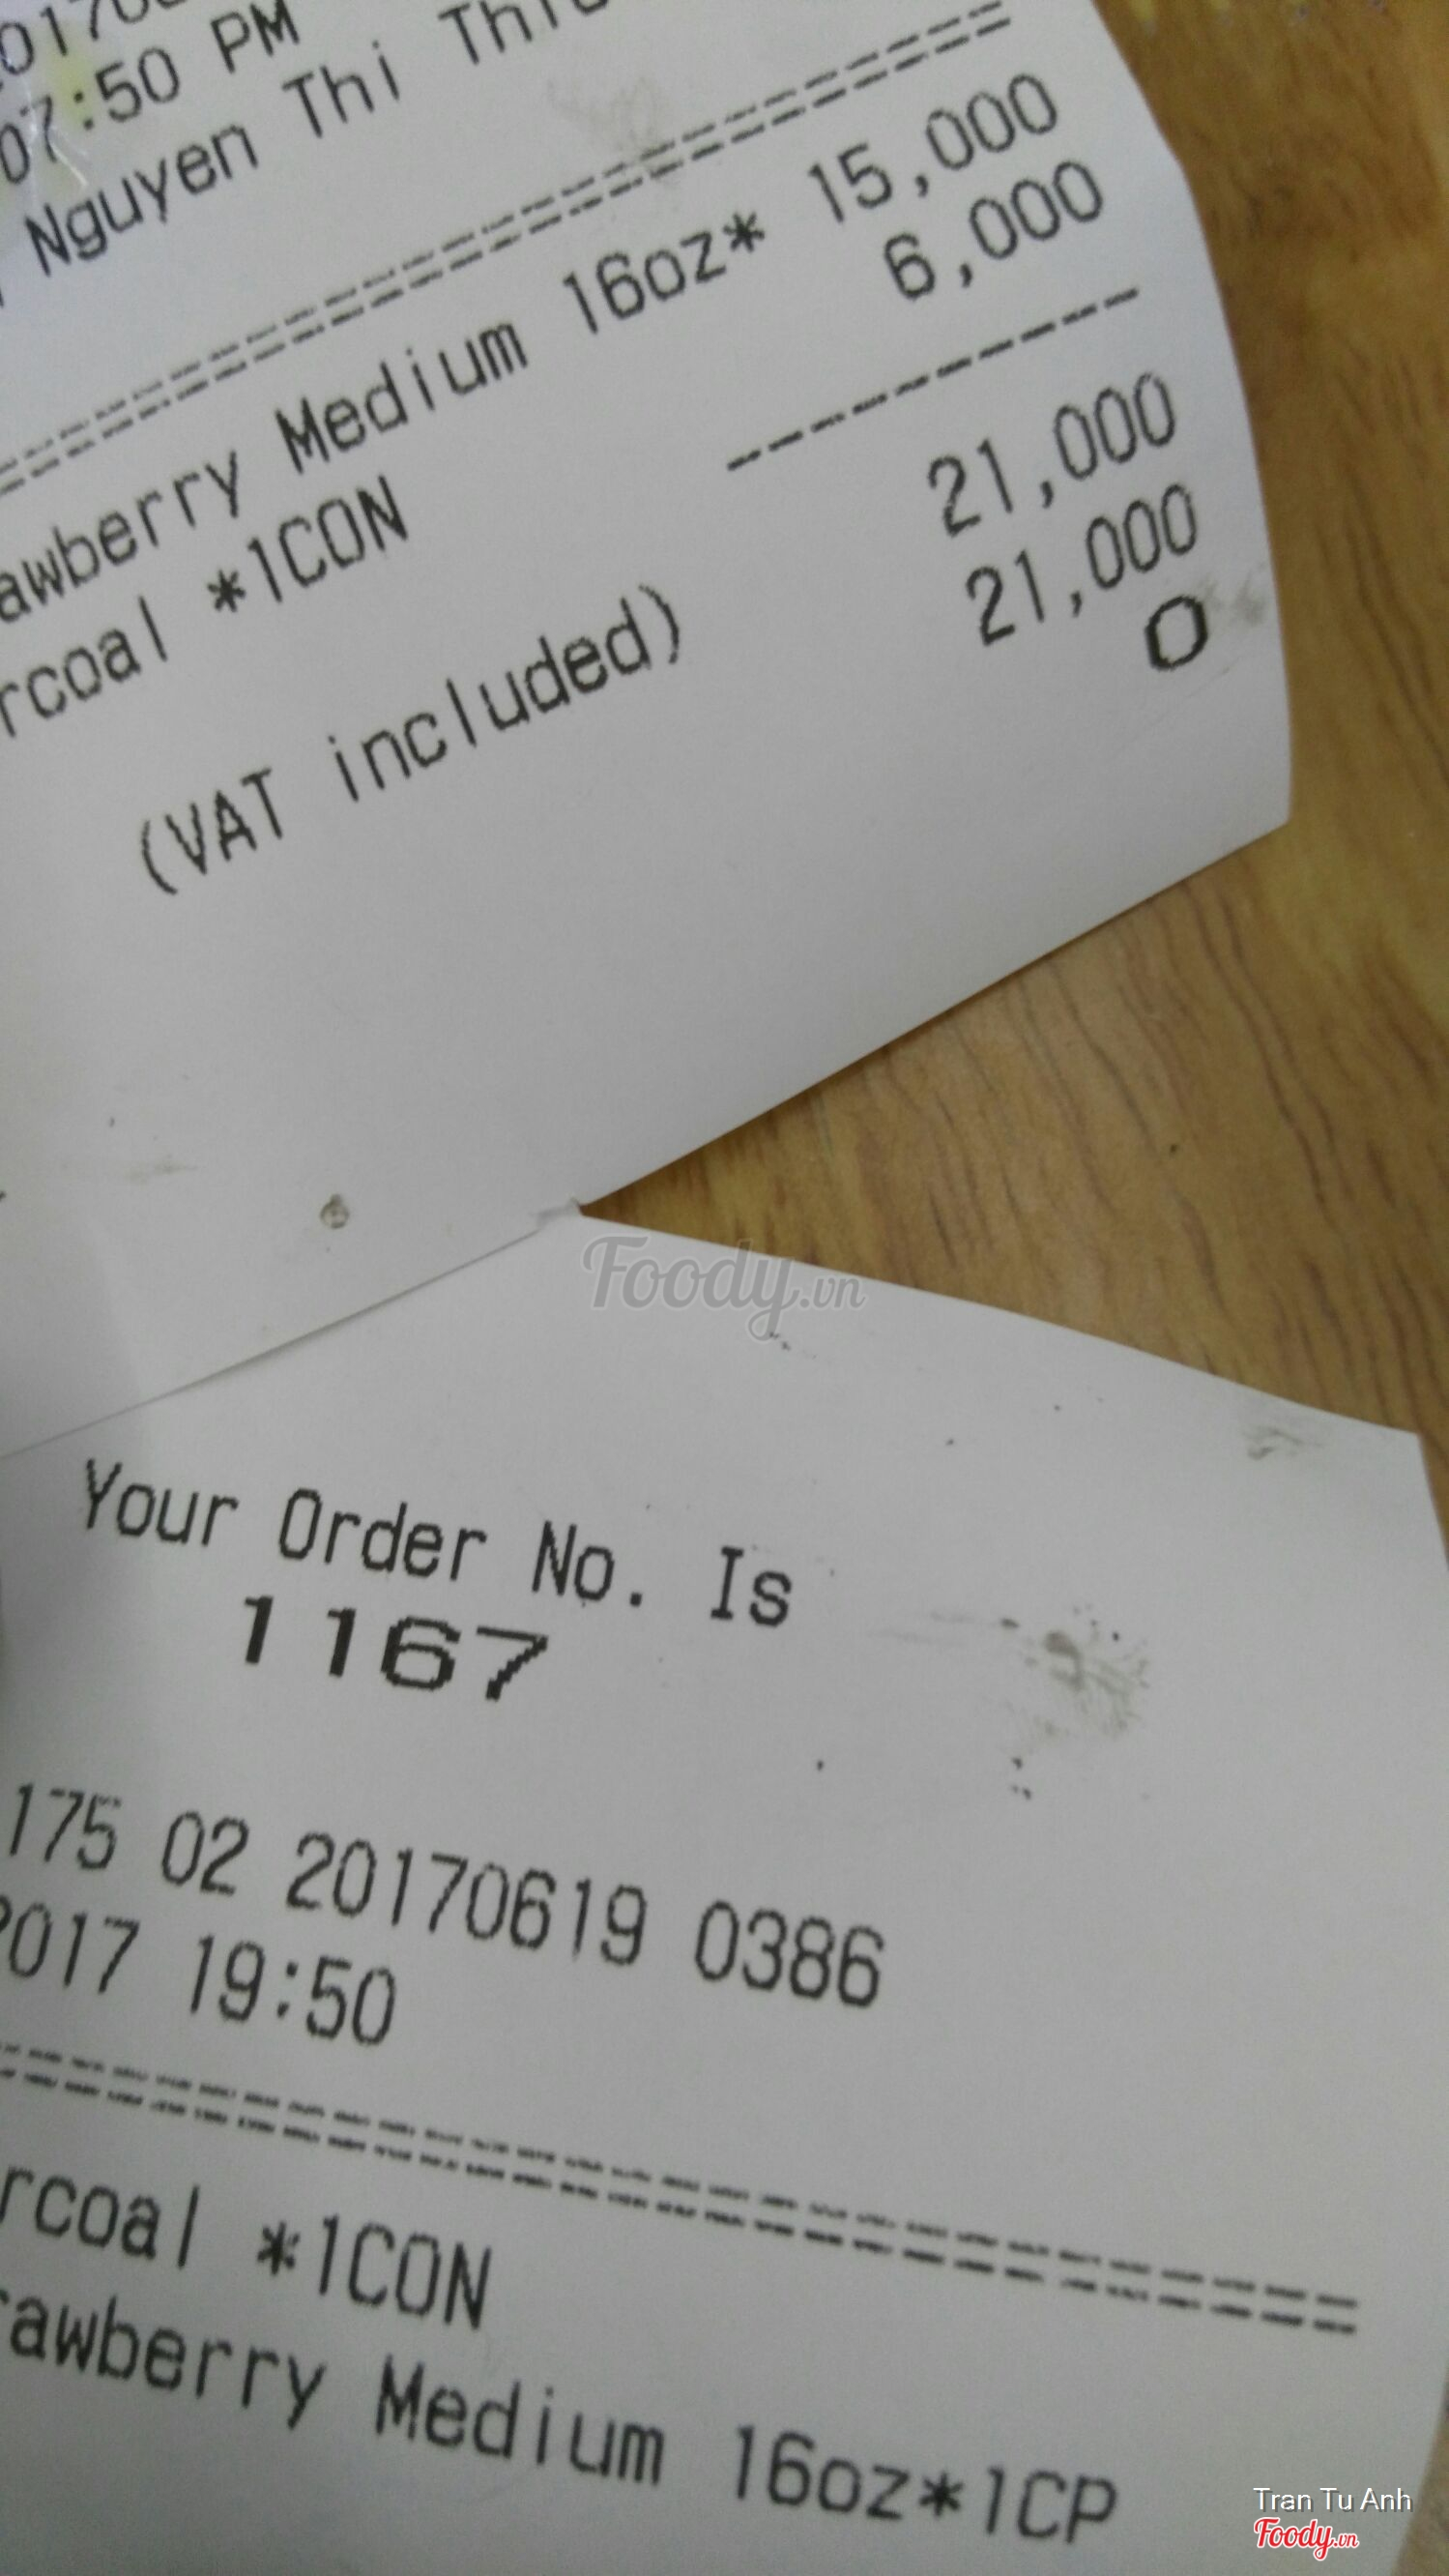 07:50 PM
Nguyen Thi
awberry Medium 16oz* 15,000
rcoal *1CON 6,000
21,000
(VAT included) 21,000
0
Foody.vn
Your Order No. Is
1167
175 02 20170619 0386
2017 19:50
rcoal *1CON
rawberry Medium 16oz*1CP
Tran Tu Anh
Foody.vn